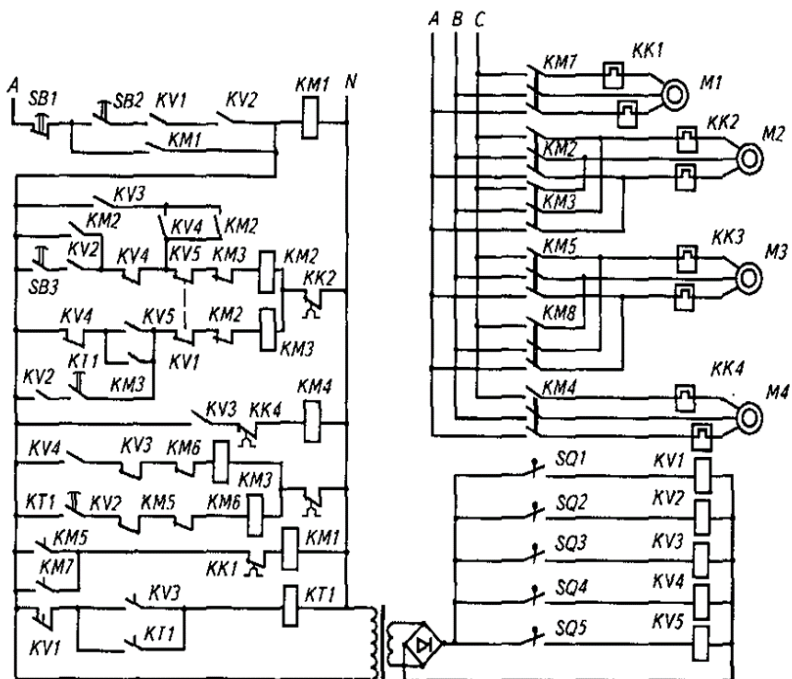 A B C
KM7 KK1
M1
A N
SB1 SB2 KV1 KV2 KM1
KM1
KK2 M2
KM2
KM3
KV3
KV4 KM2
KM2
KV2 KV4 KV5 KM3 KM2
SB3 KK2
KM5 KK3 M3
KM8
KV4 KV5 KM2
KV1 KM3
KT1 KM3
KV2 KM4
KK4
KM4 M4
KV3 KK4
KV4 KV3 KM6
KM3
KT1 KV2 KM5 KM6
SQ1 KV1
SQ2 KV2
SQ3 KV3
SQ4 KV4
SQ5 KV5
KM5 KM1
KM7 KK1
KV3 KT1
KV1 KT1